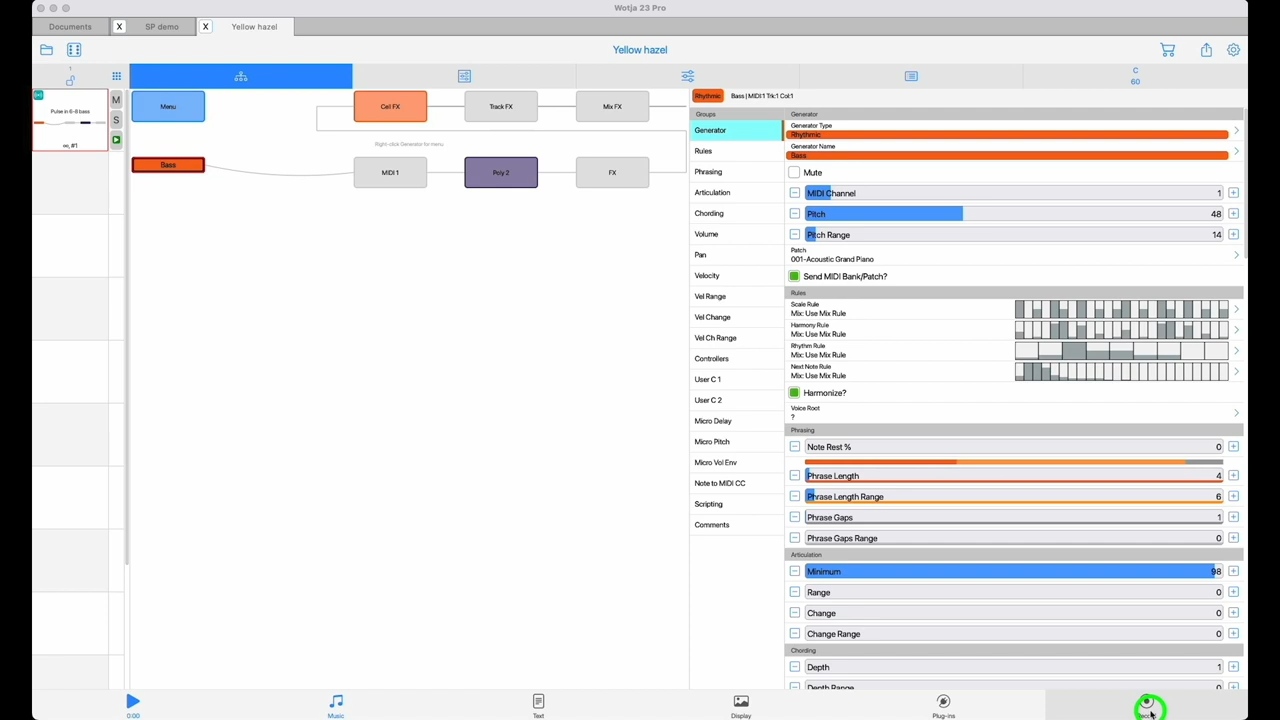 Wotja 23 Pro
Documents
X
SP demo
X
Yellow hazel
Yellow hazel
1
C
60
Pulse in 6-8 bass
∞, #1
M
S
Menu
Cell FX
Track FX
Mix FX
Right-click Generator for menu.
Bass
MIDI 1
Poly 2
FX
Rhythmic
Bass | MIDI1 Trk:1 Col:1
Groups
Generator
Rules
Phrasing
Articulation
Chording
Volume
Pan
Velocity
Vel Range
Vel Change
Vel Ch Range
Controllers
User C 1
User C 2
Micro Delay
Micro Pitch
Micro Vol Env
Note to MIDI CC
Scripting
Comments
Generator
Generator Type
Rhythmic
Generator Name
Bass
Mute
MIDI Channel 1
Pitch 48
Pitch Range 14
Patch
001-Acoustic Grand Piano
Send MIDI Bank/Patch?
Rules
Scale Rule
Mix: Use Mix Rule
Harmony Rule
Mix: Use Mix Rule
Rhythm Rule
Mix: Use Mix Rule
Next Note Rule
Mix: Use Mix Rule
Harmonize?
Voice Root
?
Phrasing
Note Rest % 0
Phrase Length 4
Phrase Length Range 6
Phrase Gaps 1
Phrase Gaps Range 0
Articulation
Minimum 98
Range 0
Change 0
Change Range 0
Chording
Depth 1
Depth Range 0
0:00
Music
Text
Display
Plug-ins